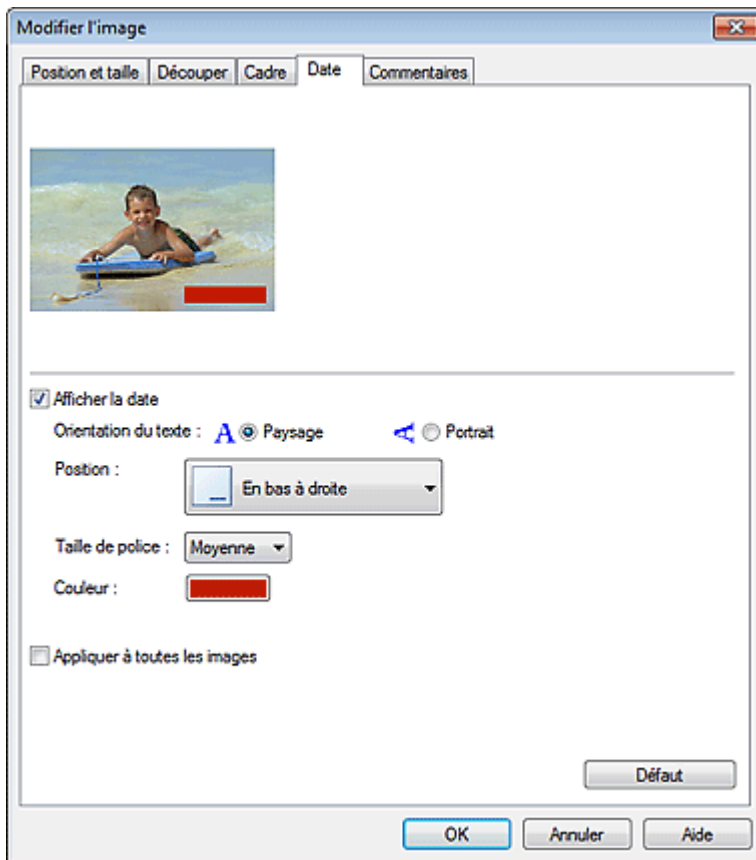 Modifier l'image
Position et taille Découper Cadre Date Commentaires
Afficher la date
Orientation du texte : A Paysage A Portrait
Position : En bas à droite
Taille de police : Moyenne
Couleur :
Appliquer à toutes les images
Défaut
OK Annuler Aide